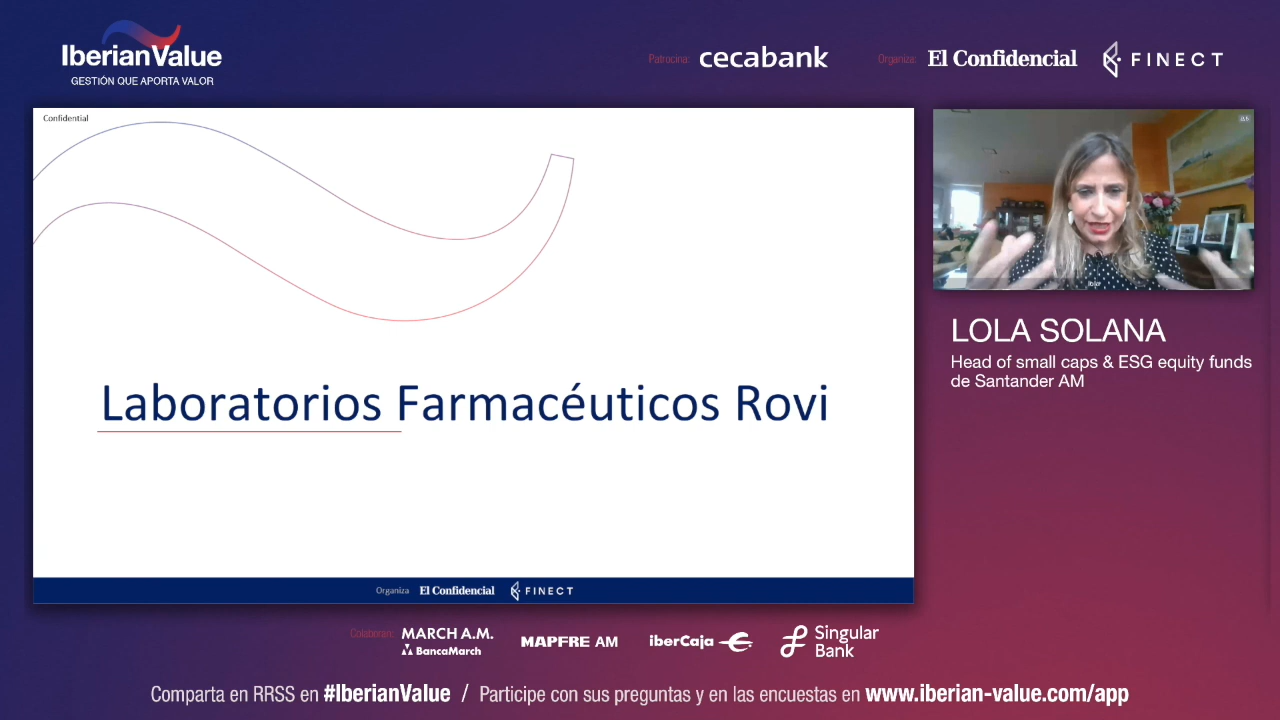 IberianValue
GESTIÓN QUE APORTA VALOR
Patrocina: cecabank
Organiza: El Confidencial FINECT
Confidential
Laboratorios Farmacéuticos Rovi
Organiza El Confidencial FINECT
LOLA SOLANA
Head of small caps & ESG equity funds
de Santander AM
Colaboran: MARCH A.M.
BancaMarch
MAPFRE AM
iberCaja
Singular
Bank
Comparta en RRSS en #IberianValue / Participe con sus preguntas y en las encuestas en www.iberian-value.com/app